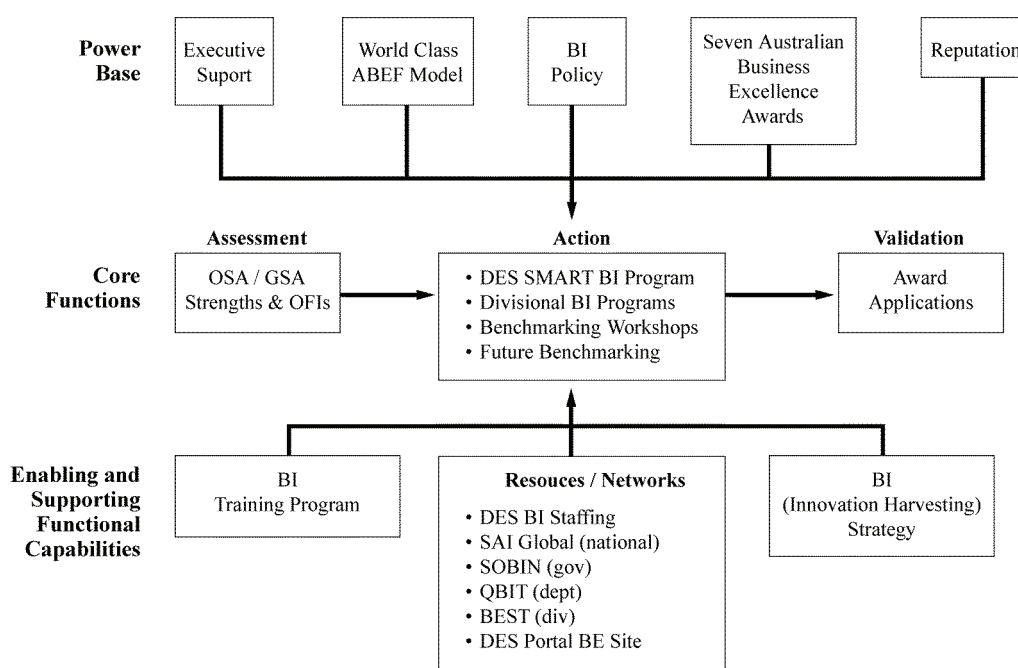 Power
Base
Executive
Suport
World Class
ABEF Model
BI
Policy
Seven Australian
Business
Excellence
Awards
Reputation
Core
Functions
Assessment
OSA / GSA
Strengths & OFIs
Action
• DES SMART BI Program
• Divisional BI Programs
• Benchmarking Workshops
• Future Benchmarking
Validation
Award
Applications
Enabling and
Supporting
Functional
Capabilities
BI
Training Program
Resouces / Networks
• DES BI Staffing
• SAI Global (national)
• SOBIN (gov)
• QBIT (dept)
• BEST (div)
• DES Portal BE Site
BI
(Innovation Harvesting)
Strategy